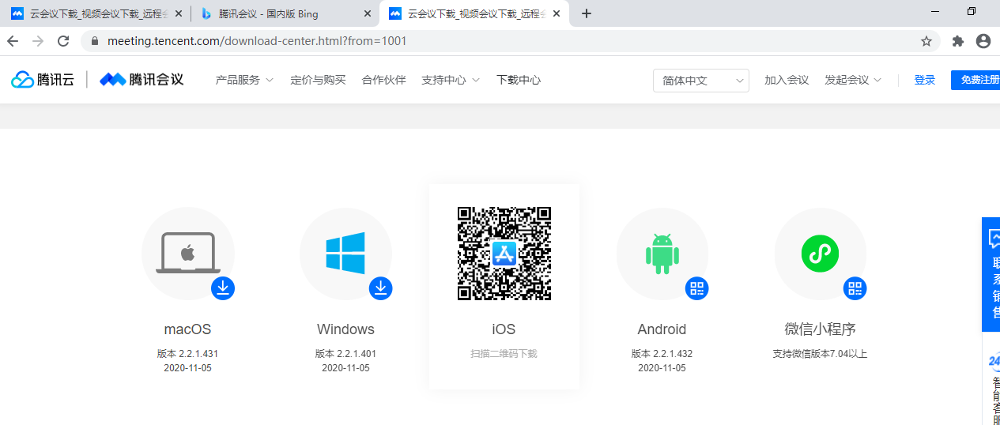 云会议下载_视频会议下载_远程会
腾讯会议 - 国内版 Bing
云会议下载_视频会议下载_远程会
meeting.tencent.com/download-center.html?from=1001
腾讯云 腾讯会议 产品服务 定价与购买 合作伙伴 支持中心 下载中心 简体中文 加入会议 发起会议 登录 免费注册
macOS
版本 2.2.1.431
2020-11-05
Windows
版本 2.2.1.401
2020-11-05
iOS
扫描二维码下载
Android
版本 2.2.1.432
2020-11-05
微信小程序
支持微信版本7.04以上
联系销售
24
智能客服